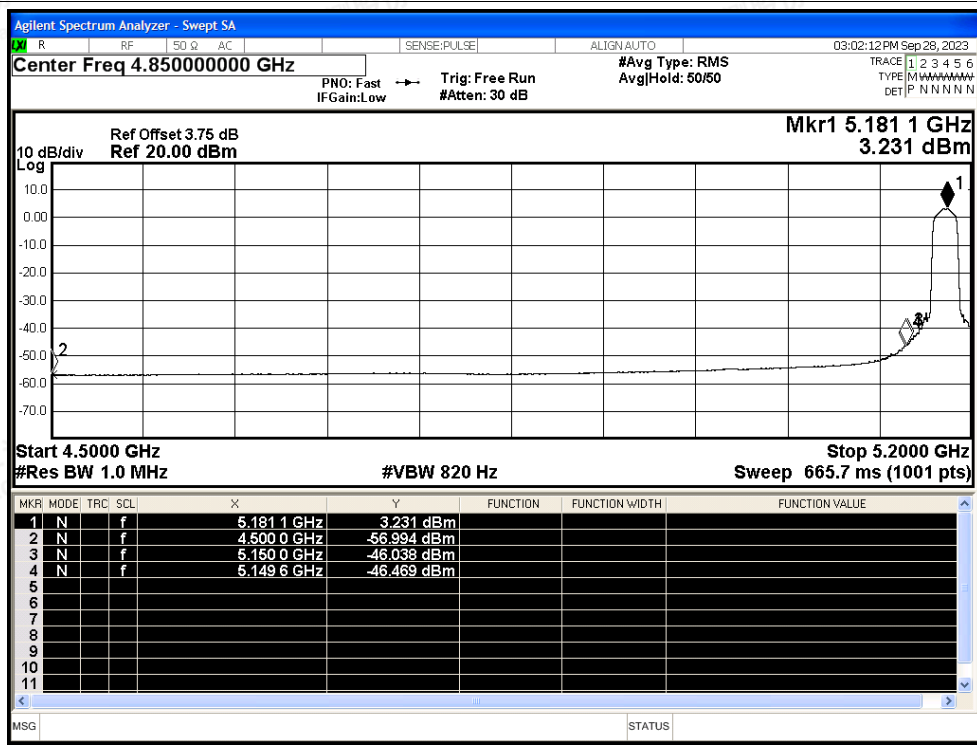 Agilent Spectrum Analyzer - Swept SA
LXI R RF 50 Ω AC SENSE:PULSE ALIGN AUTO 03:02:12 PM Sep 28, 2023
Center Freq 4.850000000 GHz
PNO: Fast
IFGain:Low
Trig: Free Run
#Atten: 30 dB
#Avg Type: RMS
Avg|Hold: 50/50
TRACE 1 2 3 4 5 6
TYPE M
DET P N N N N N
Mkr1 5.181 1 GHz
3.231 dBm
Ref Offset 3.75 dB
10 dB/div Ref 20.00 dBm
Log
10.0
0.00
-10.0
-20.0
-30.0
-40.0
-50.0
-60.0
-70.0
1
2
Start 4.5000 GHz Stop 5.2000 GHz
#Res BW 1.0 MHz #VBW 820 Hz Sweep 665.7 ms (1001 pts)
MKR MODE TRC SCL X Y FUNCTION FUNCTION WIDTH FUNCTION VALUE
1 N f 5.181 1 GHz 3.231 dBm
2 N f 4.500 0 GHz -56.994 dBm
3 N f 5.150 0 GHz -46.038 dBm
4 N f 5.149 6 GHz -46.469 dBm
5
6
7
8
9
10
11
MSG STATUS